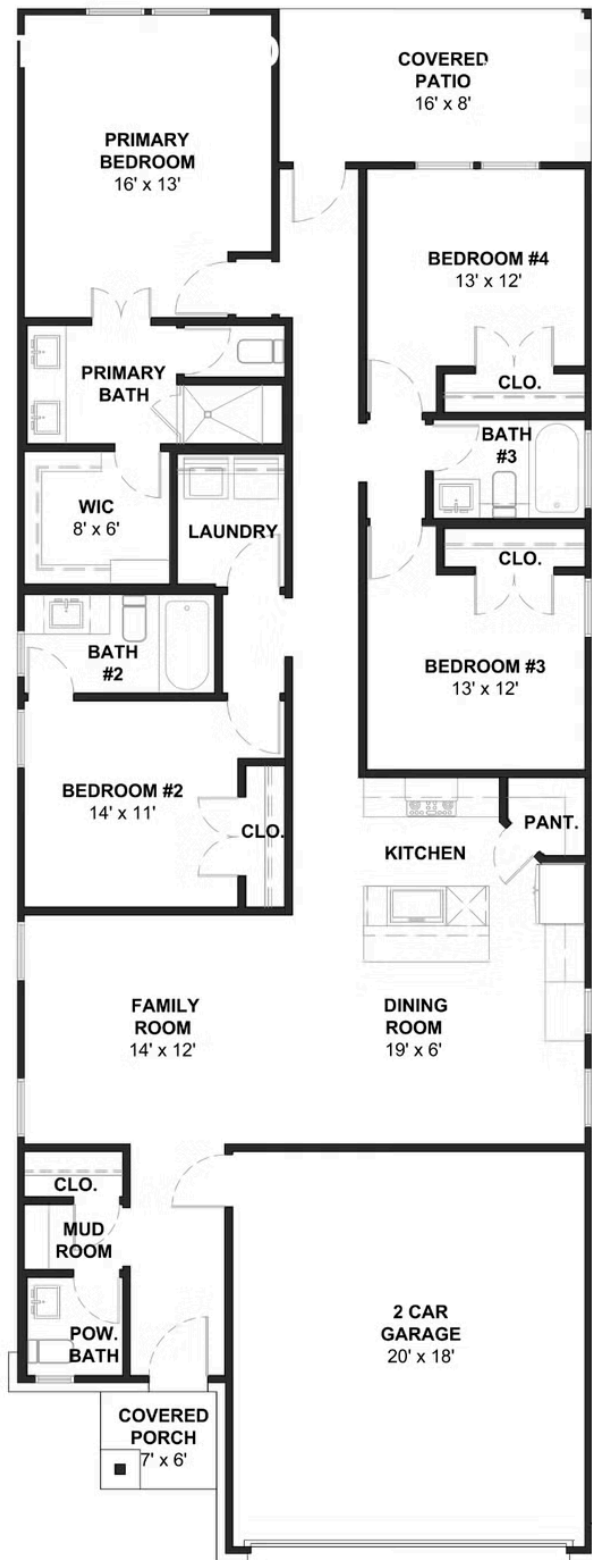 COVERED
PATIO
16' x 8'
PRIMARY
BEDROOM
16' x 13'
BEDROOM #4
13' x 12'
PRIMARY
BATH
CLO.
BATH
#3
WIC
8' x 6'
LAUNDRY
CLO.
BATH
#2
BEDROOM #3
13' x 12'
BEDROOM #2
14' x 11'
CLO.
PANT.
KITCHEN
FAMILY
ROOM
14' x 12'
DINING
ROOM
19' x 6'
CLO.
MUD
ROOM
2 CAR
GARAGE
20' x 18'
POW.
BATH
COVERED
PORCH
7' x 6'